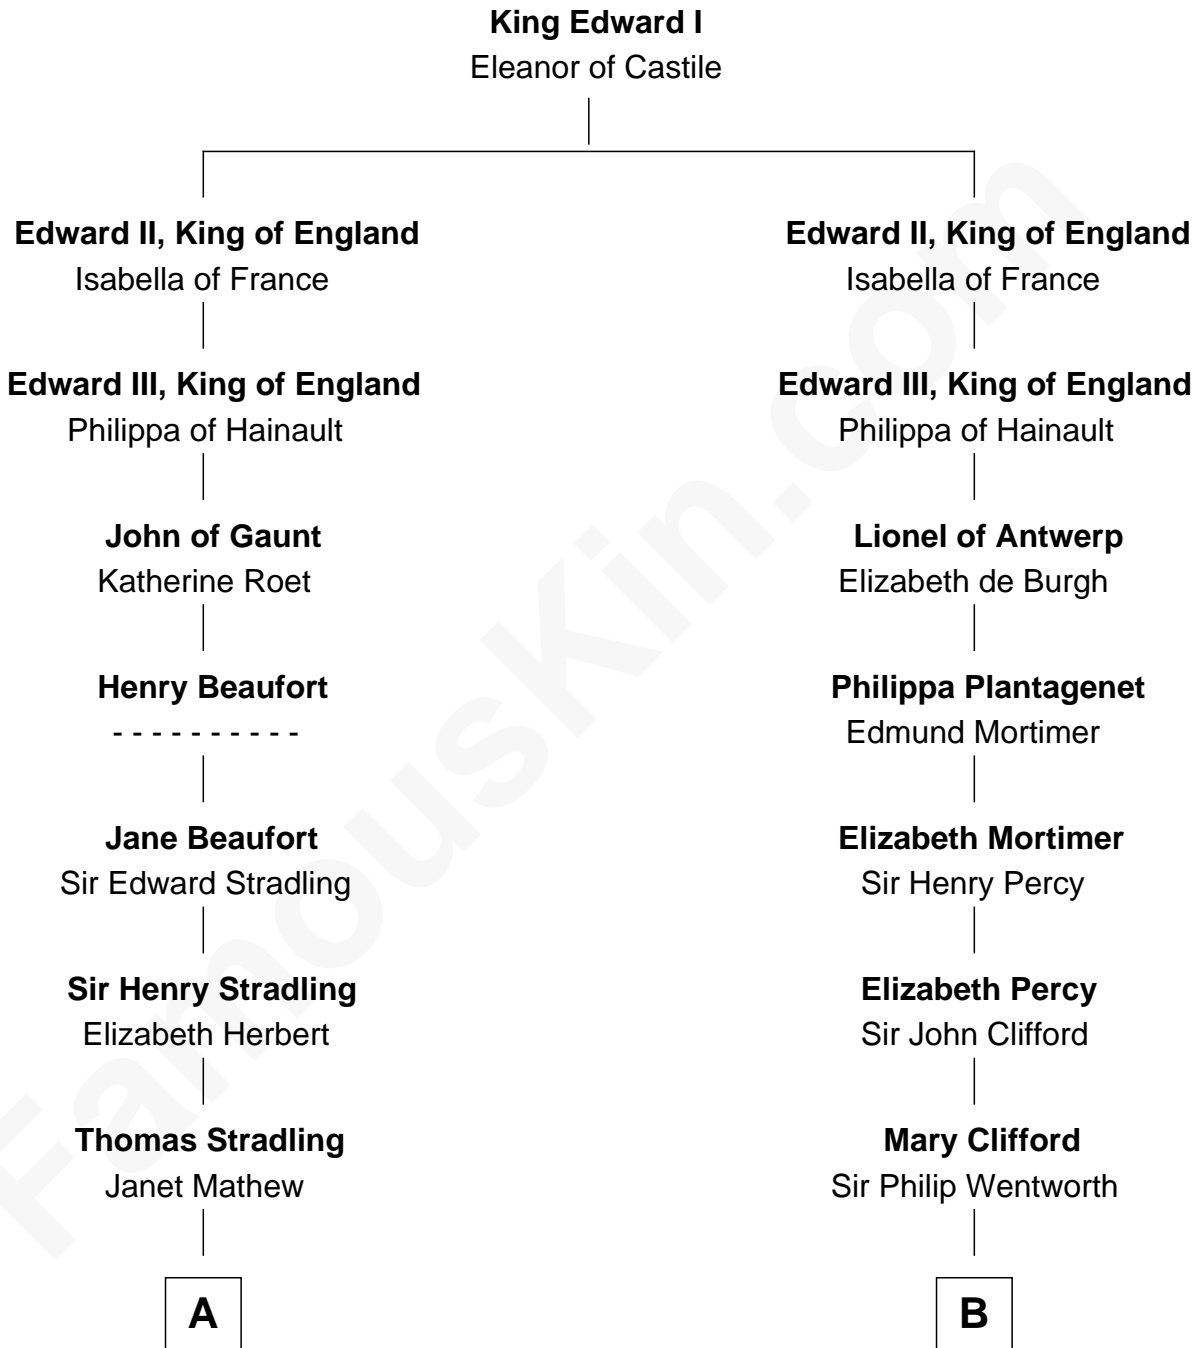 King Edward I
Eleanor of Castile
Edward II, King of England
Isabella of France
Edward III, King of England
Philippa of Hainault
John of Gaunt
Katherine Roet
Henry Beaufort
- - - - - - - - - -
Jane Beaufort
Sir Edward Stradling
Sir Henry Stradling
Elizabeth Herbert
Thomas Stradling
Janet Mathew
A
Edward II, King of England
Isabella of France
Edward III, King of England
Philippa of Hainault
Lionel of Antwerp
Elizabeth de Burgh
Philippa Plantagenet
Edmund Mortimer
Elizabeth Mortimer
Sir Henry Percy
Elizabeth Percy
Sir John Clifford
Mary Clifford
Sir Philip Wentworth
B
FamousKin.com